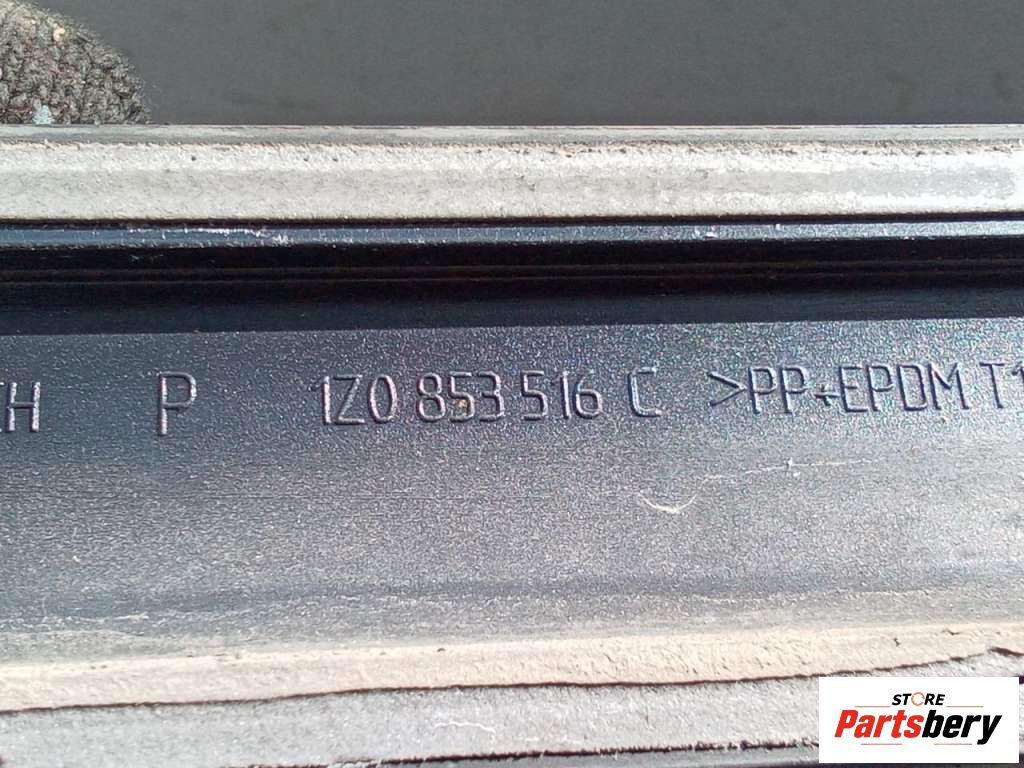 P 1Z0 853 516 C >PP+EPDM
STORE
Partsbery